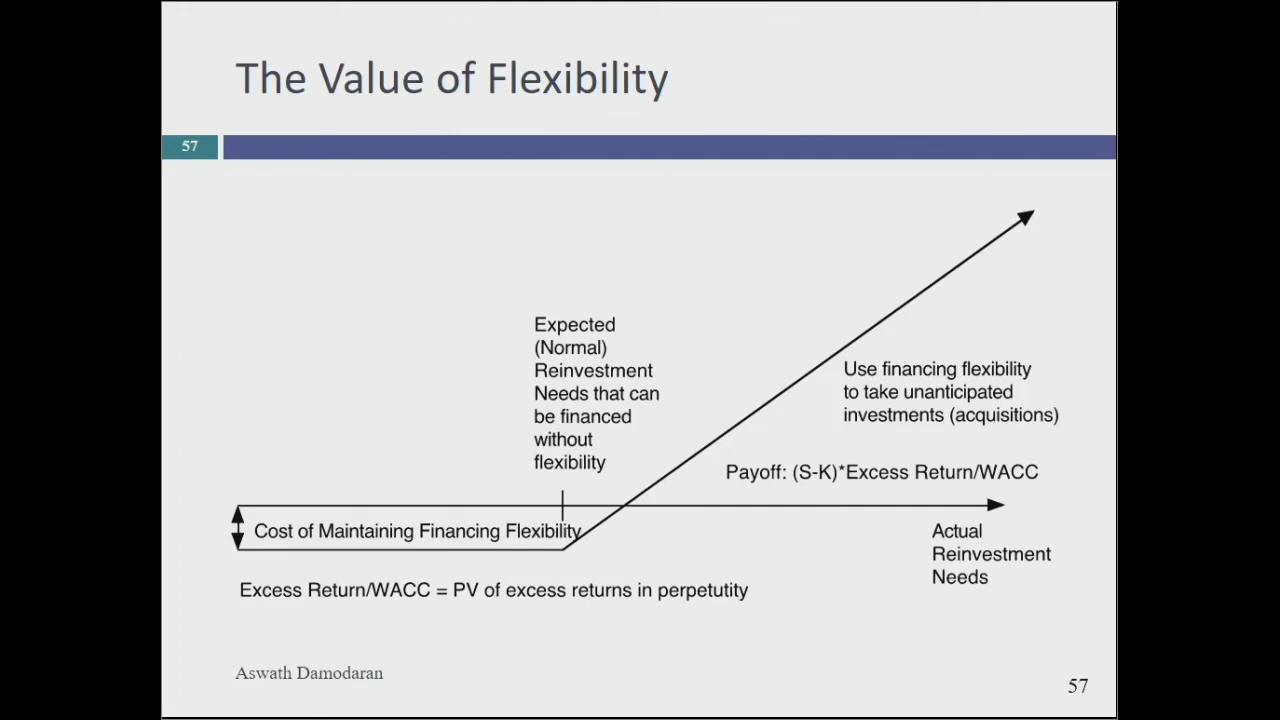 The Value of Flexibility
57
Expected
(Normal)
Reinvestment
Needs that can
be financed
without
flexibility
Use financing flexibility
to take unanticipated
investments (acquisitions)
Payoff: (S-K)*Excess Return/WACC
Cost of Maintaining Financing Flexibility
Actual
Reinvestment
Needs
Excess Return/WACC = PV of excess returns in perpetutity
Aswath Damodaran
57